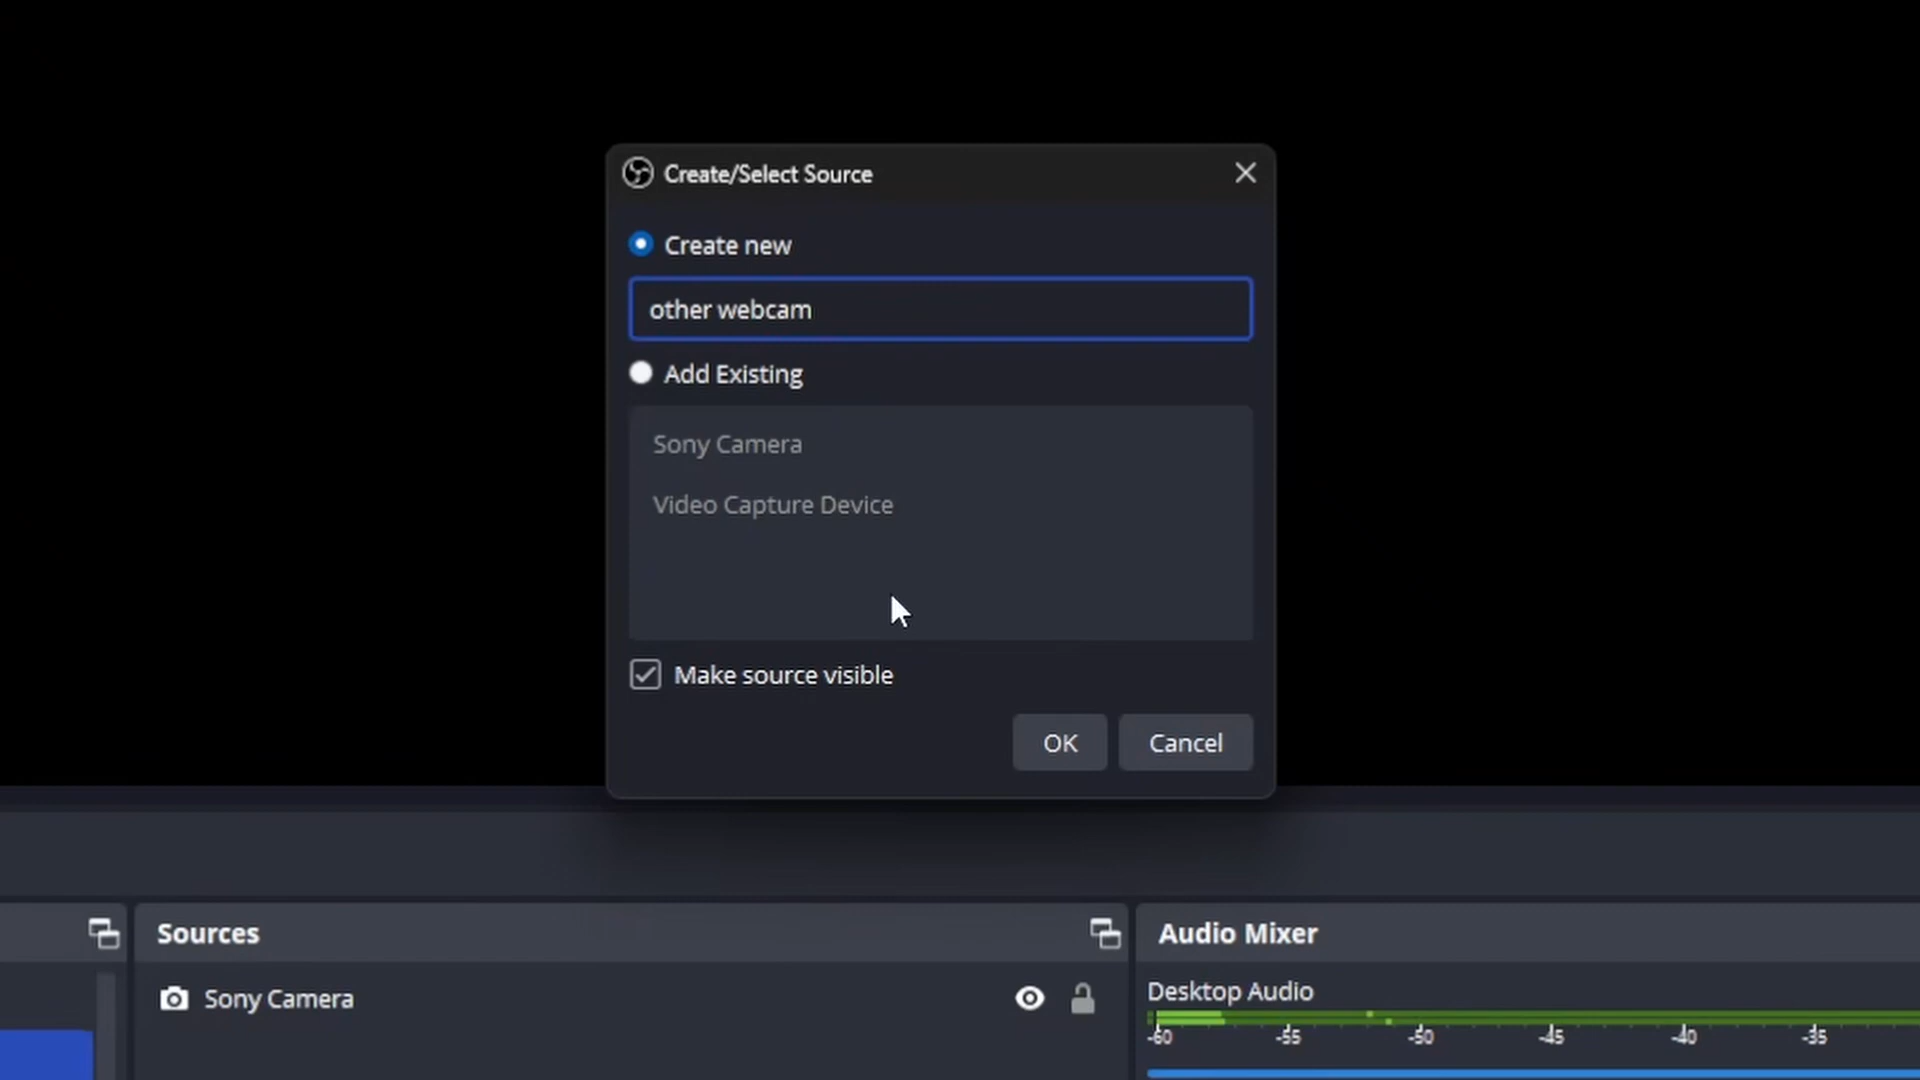 Create/Select Source
Create new
other webcam
Add Existing
Sony Camera
Video Capture Device
Make source visible
OK Cancel
Sources
Audio Mixer
Sony Camera
Desktop Audio
-60 -55 -50 -45 -40 -35